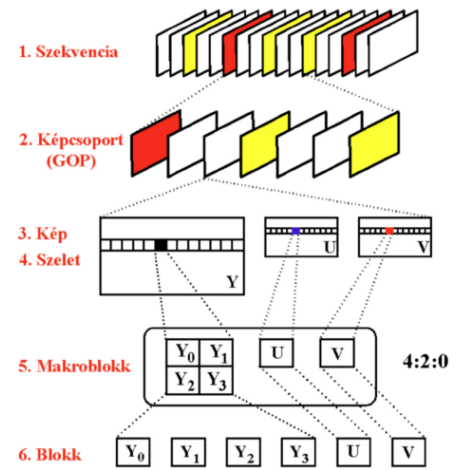 1. Szekvencia
2. Képcsoport
(GOP)
3. Kép
4. Szelet
Y
U
V
5. Makroblokk
Y0 Y1
Y2 Y3
U
V
4:2:0
6. Blokk
Y0 Y1 Y2 Y3 U V